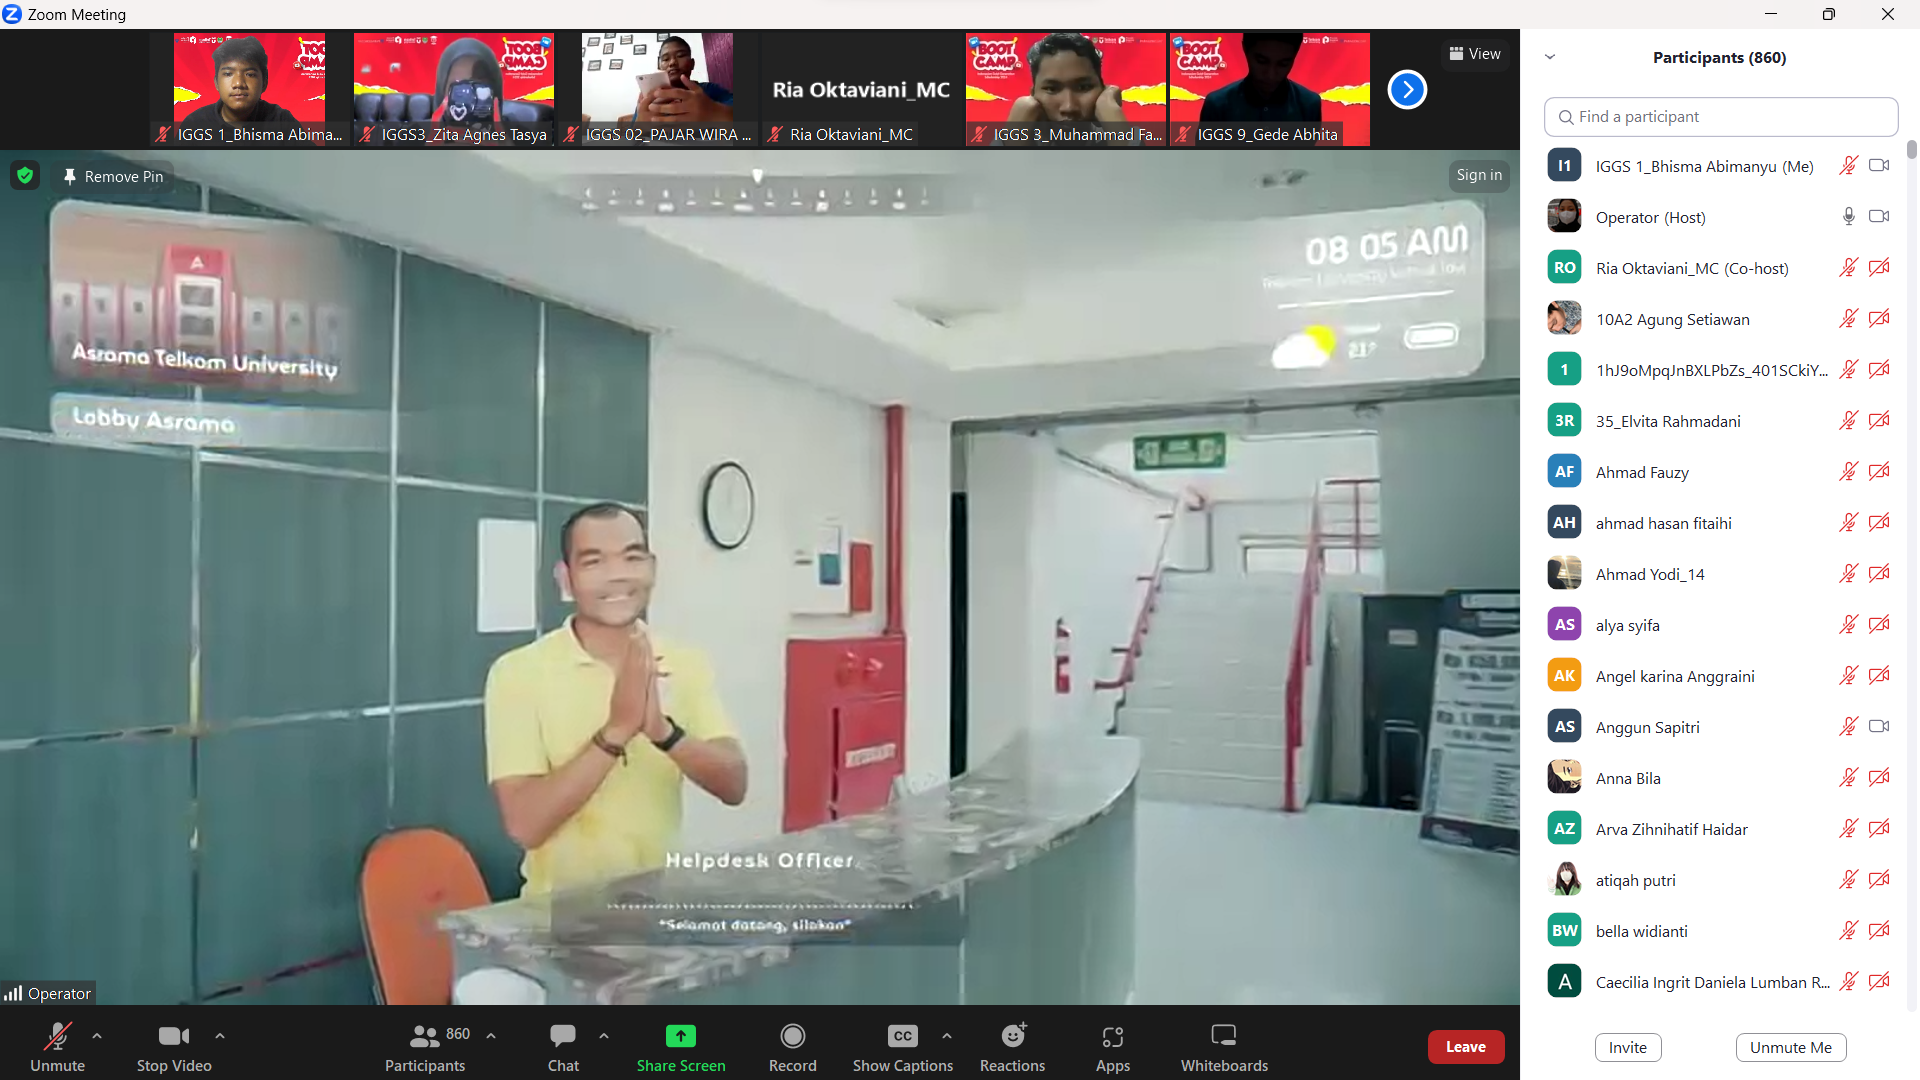 Zoom Meeting
IGGS 1_Bhisma Abima...
IGGS3_Zita Agnes Tasya
IGGS 02_PAJAR WIRA ...
Ria Oktaviani_MC
Ria Oktaviani_MC
BOOT CAMP
IGGS 3_Muhammad Fa...
BOOT CAMP
IGGS 9_Gede Abhita
View
Remove Pin
Sign in
Asrama Telkom University
Lobby Asrama
08 05 AM
21°
Helpdesk Officer
"Selamat datang, silakan"
Operator
Unmute
Stop Video
860
Participants
Chat
Share Screen
Record
CC
Show Captions
Reactions
Apps
Whiteboards
Leave
Participants (860)
Find a participant
I1 IGGS 1_Bhisma Abimanyu (Me)
Operator (Host)
RO Ria Oktaviani_MC (Co-host)
10A2 Agung Setiawan
1 1hJ9oMpqJnBXLPbZs_401SCkiY...
3R 35_Elvita Rahmadani
AF Ahmad Fauzy
AH ahmad hasan fitaihi
Ahmad Yodi_14
AS alya syifa
AK Angel karina Anggraini
AS Anggun Sapitri
Anna Bila
AZ Arva Zihnihatif Haidar
atiqah putri
BW bella widianti
A Caecilia Ingrit Daniela Lumban R...
Invite
Unmute Me